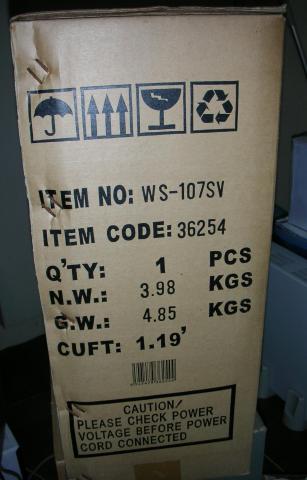 ITEM NO: WS-107SV
ITEM CODE: 36254
Q'TY: 1 PCS
N.W.: 3.98 KGS
G.W.: 4.85 KGS
CUFT: 1.19'
CAUTION/
PLEASE CHECK POWER
VOLTAGE BEFORE POWER
CORD CONNECTED